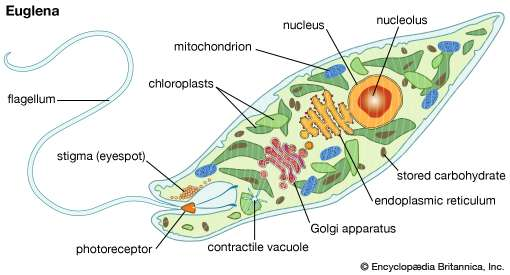 Euglena
nucleus
nucleolus
mitochondrion
chloroplasts
flagellum
stigma (eyespot)
stored carbohydrate
endoplasmic reticulum
Golgi apparatus
photoreceptor
contractile vacuole
© Encyclopædia Britannica, Inc.